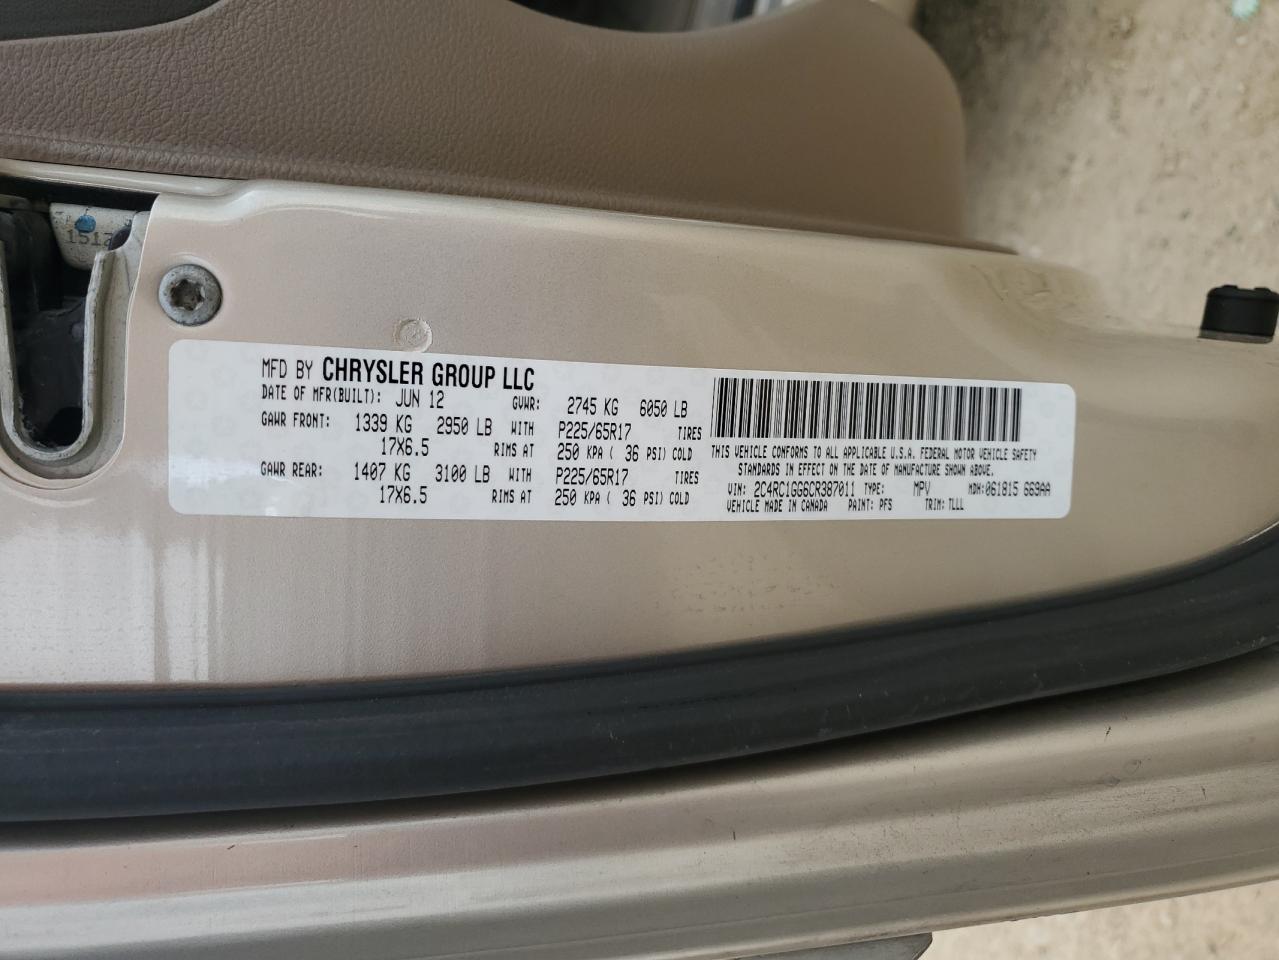 1512
MFD BY CHRYSLER GROUP LLC
DATE OF MFR(BUILT): JUN 12 GVWR: 2745 KG 6050 LB
GAWR FRONT: 1339 KG 2950 LB WITH P225/65R17 TIRES
17X6.5 RIMS AT 250 KPA ( 36 PSI) COLD
GAWR REAR: 1407 KG 3100 LB WITH P225/65R17 TIRES
17X6.5 RIMS AT 250 KPA ( 36 PSI) COLD
THIS VEHICLE CONFORMS TO ALL APPLICABLE U.S.A. FEDERAL MOTOR VEHICLE SAFETY
STANDARDS IN EFFECT ON THE DATE OF MANUFACTURE SHOWN ABOVE.
VIN: 2C4RC1GG6CR387011 TYPE: MPV MDH:061815 669AA
VEHICLE MADE IN CANADA PAINT: PFS TRIM: TLLL